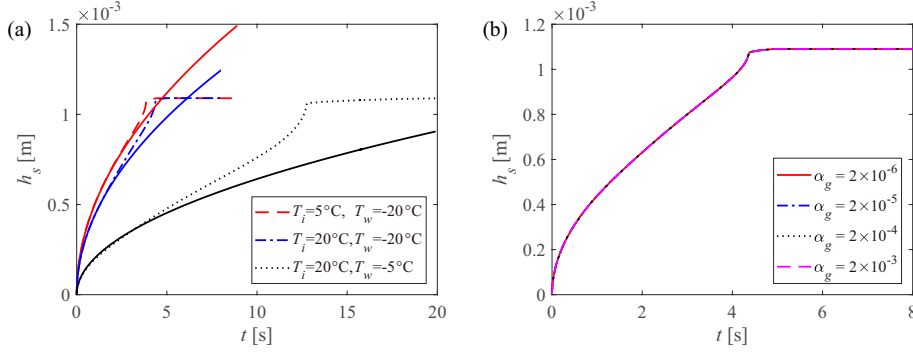 (a)
×10⁻³
1.5
1.0
0.5
0
h_s [m]
0
5
10
15
20
t [s]
T_i=5°C, T_w=-20°C
T_i=20°C,T_w=-20°C
T_i=20°C,T_w=-5°C
(b)
×10⁻³
1.2
1.0
0.8
0.6
0.4
0.2
0
h_s [m]
0
2
4
6
8
t [s]
α_g = 2×10⁻⁶
α_g = 2×10⁻⁵
α_g = 2×10⁻⁴
α_g = 2×10⁻³